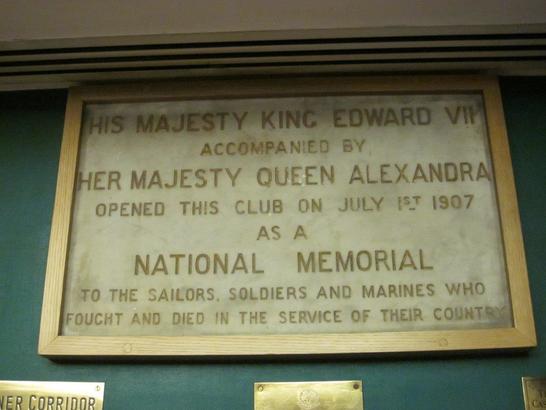 HIS MAJESTY KING EDWARD VII
ACCOMPANIED BY
HER MAJESTY QUEEN ALEXANDRA
OPENED THIS CLUB ON JULY 1ST 1907
AS A
NATIONAL MEMORIAL
TO THE SAILORS, SOLDIERS AND MARINES WHO
FOUGHT AND DIED IN THE SERVICE OF THEIR COUNTRY
NER CORRIDOR